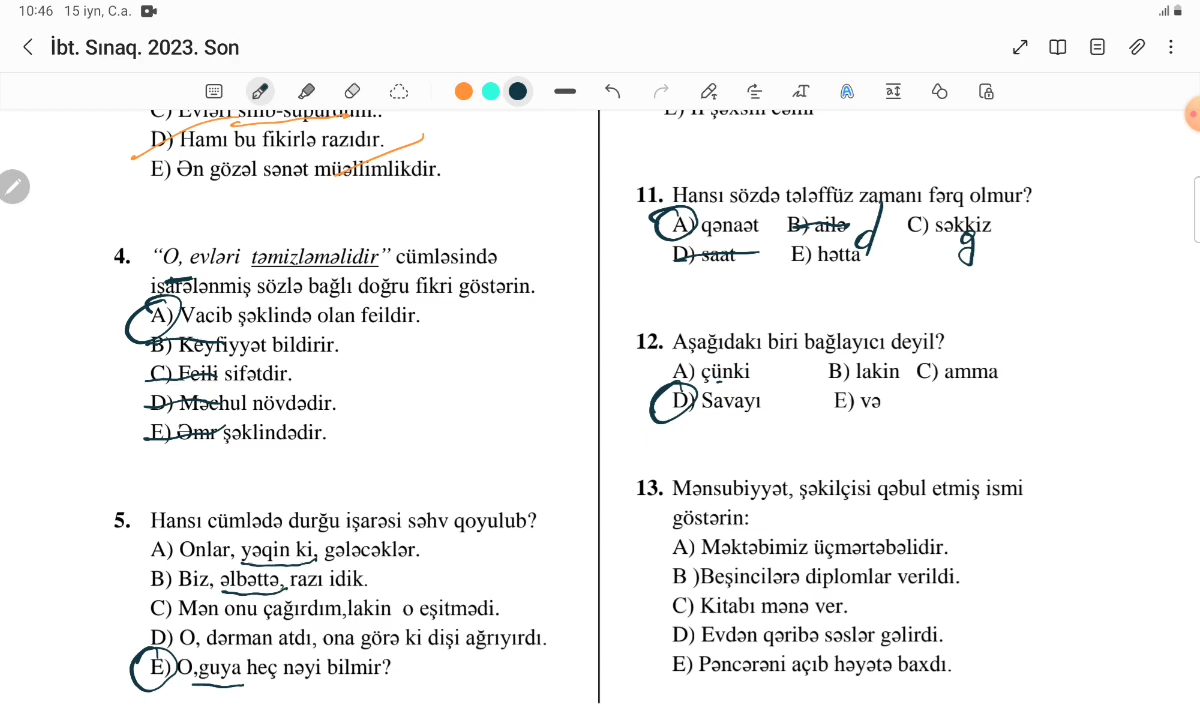 10:46 15 iyn, C.a.
İbt. Sınaq. 2023. Son
C) Evləri silib-süpürdüm..
D) Hamı bu fikirlə razıdır.
E) Ən gözəl sənət müəllimlikdir.
4. “O, evləri təmizləməlidir” cümləsində
işarələnmiş sözlə bağlı doğru fikri göstərin.
A) Vacib şəklində olan feildir.
B) Keyfiyyət bildirir.
C) Feili sifətdir.
D) Məchul növdədir.
E) Əmr şəklindədir.
5. Hansı cümlədə durğu işarəsi səhv qoyulub?
A) Onlar, yəqin ki, gələcəklər.
B) Biz, əlbəttə, razı idik.
C) Mən onu çağırdım,lakin o eşitmədi.
D) O, dərman atdı, ona görə ki dişi ağrıyırdı.
E) O,guya heç nəyi bilmir?
E) II şəxsin cəmi
11. Hansı sözdə tələffüz zamanı fərq olmur?
A) qənaət B) ailə C) səkkiz
D) saat E) hətta
d
g
12. Aşağıdakı biri bağlayıcı deyil?
A) çünki B) lakin C) amma
D) Savayı E) və
13. Mənsubiyyət, şəkilçisi qəbul etmiş ismi
göstərin:
A) Məktəbimiz üçmərtəbəlidir.
B )Beşincilərə diplomlar verildi.
C) Kitabı mənə ver.
D) Evdən qəribə səslər gəlirdi.
E) Pəncərəni açıb həyətə baxdı.